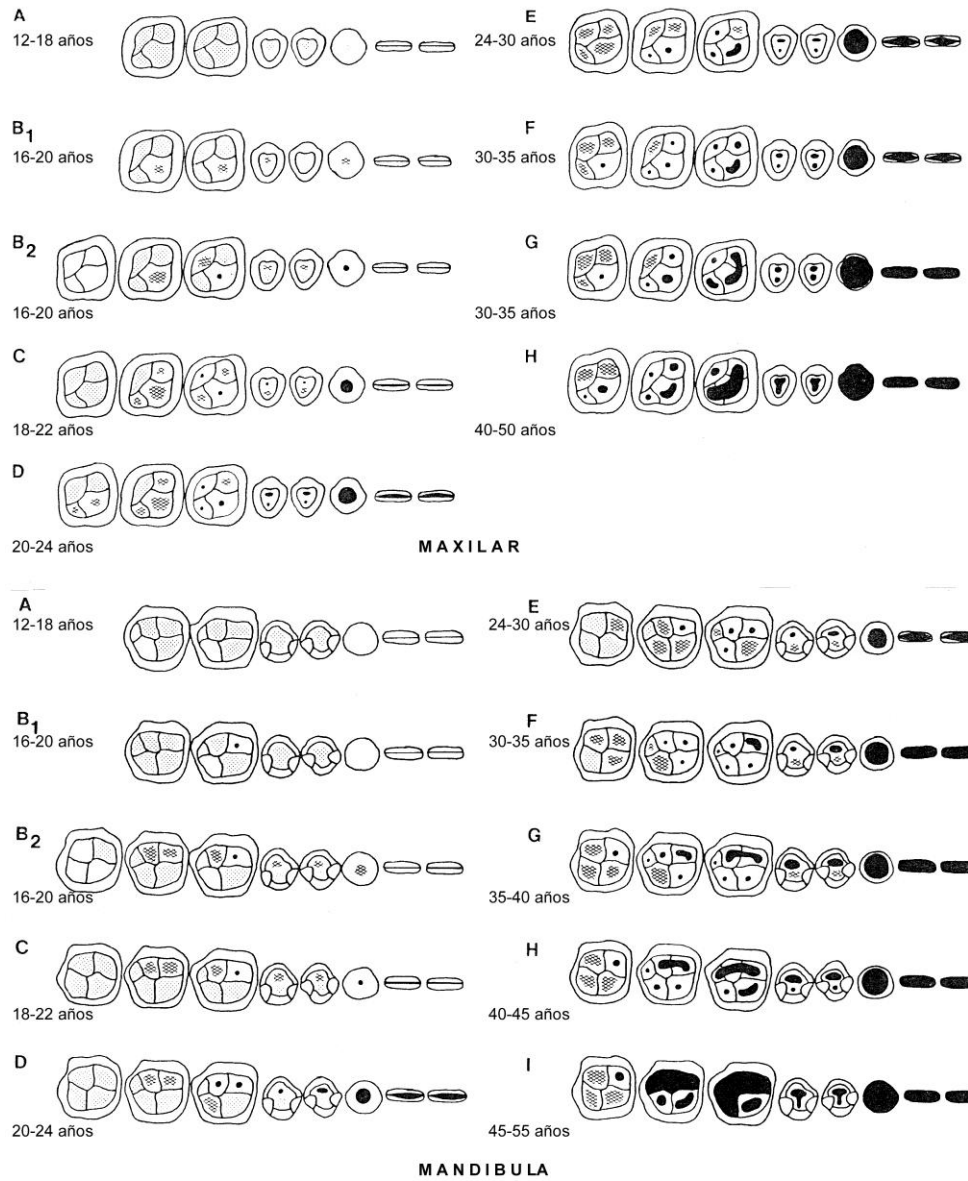 A
12-18 años
B1
16-20 años
B2
16-20 años
C
18-22 años
D
20-24 años
E
24-30 años
F
30-35 años
G
30-35 años
H
40-50 años
MAXILAR
A
12-18 años
B1
16-20 años
B2
16-20 años
C
18-22 años
D
20-24 años
E
24-30 años
F
30-35 años
G
35-40 años
H
40-45 años
I
45-55 años
MANDIBULA